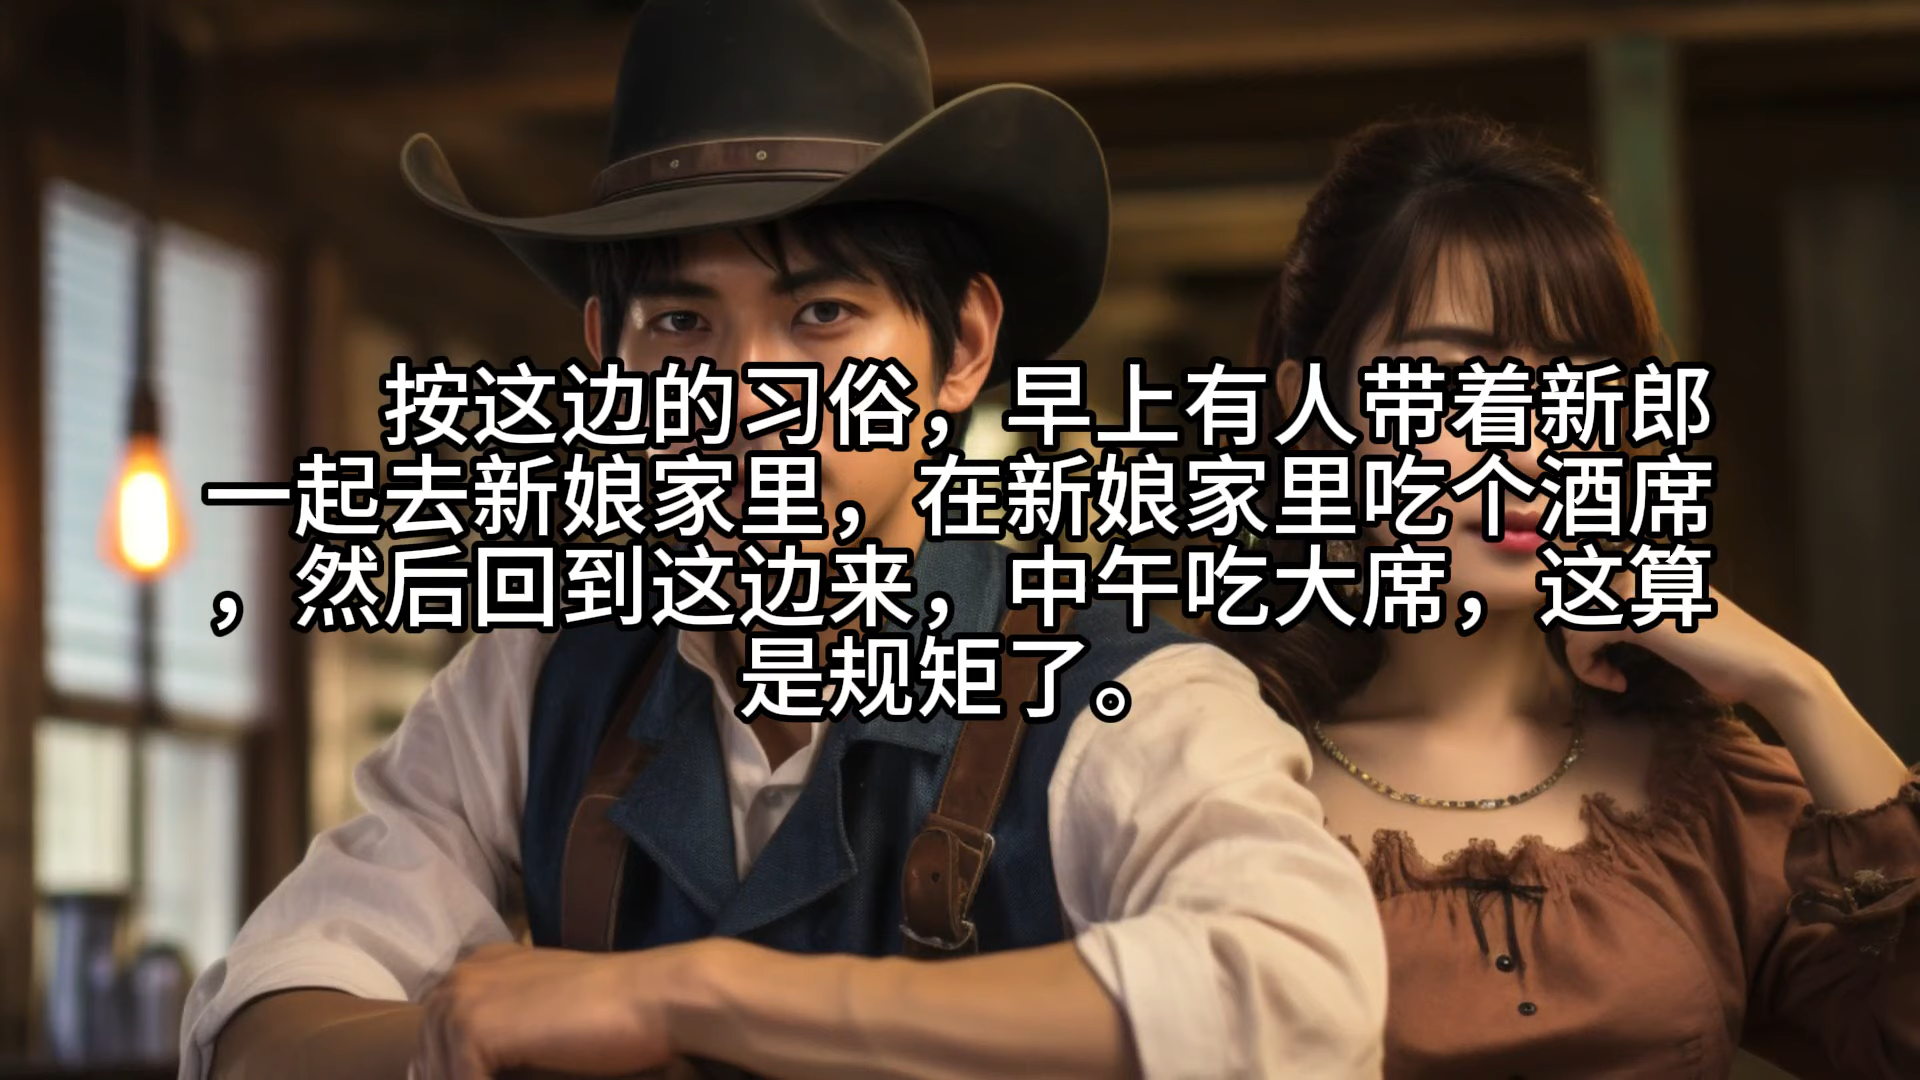 按这边的习俗，早上有人带着新郎
一起去新娘家里，在新娘家里吃个酒席
，然后回到这边来，中午吃大席，这算
是规矩了。